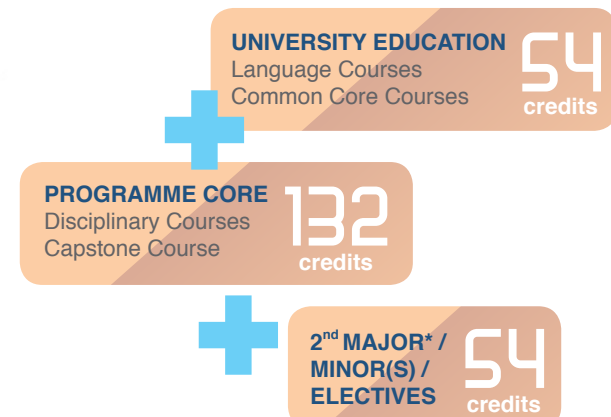 UNIVERSITY EDUCATION
Language Courses
Common Core Courses
54
credits
PROGRAMME CORE
Disciplinary Courses
Capstone Course
132
credits
2nd MAJOR* /
MINOR(S) /
ELECTIVES
54
credits